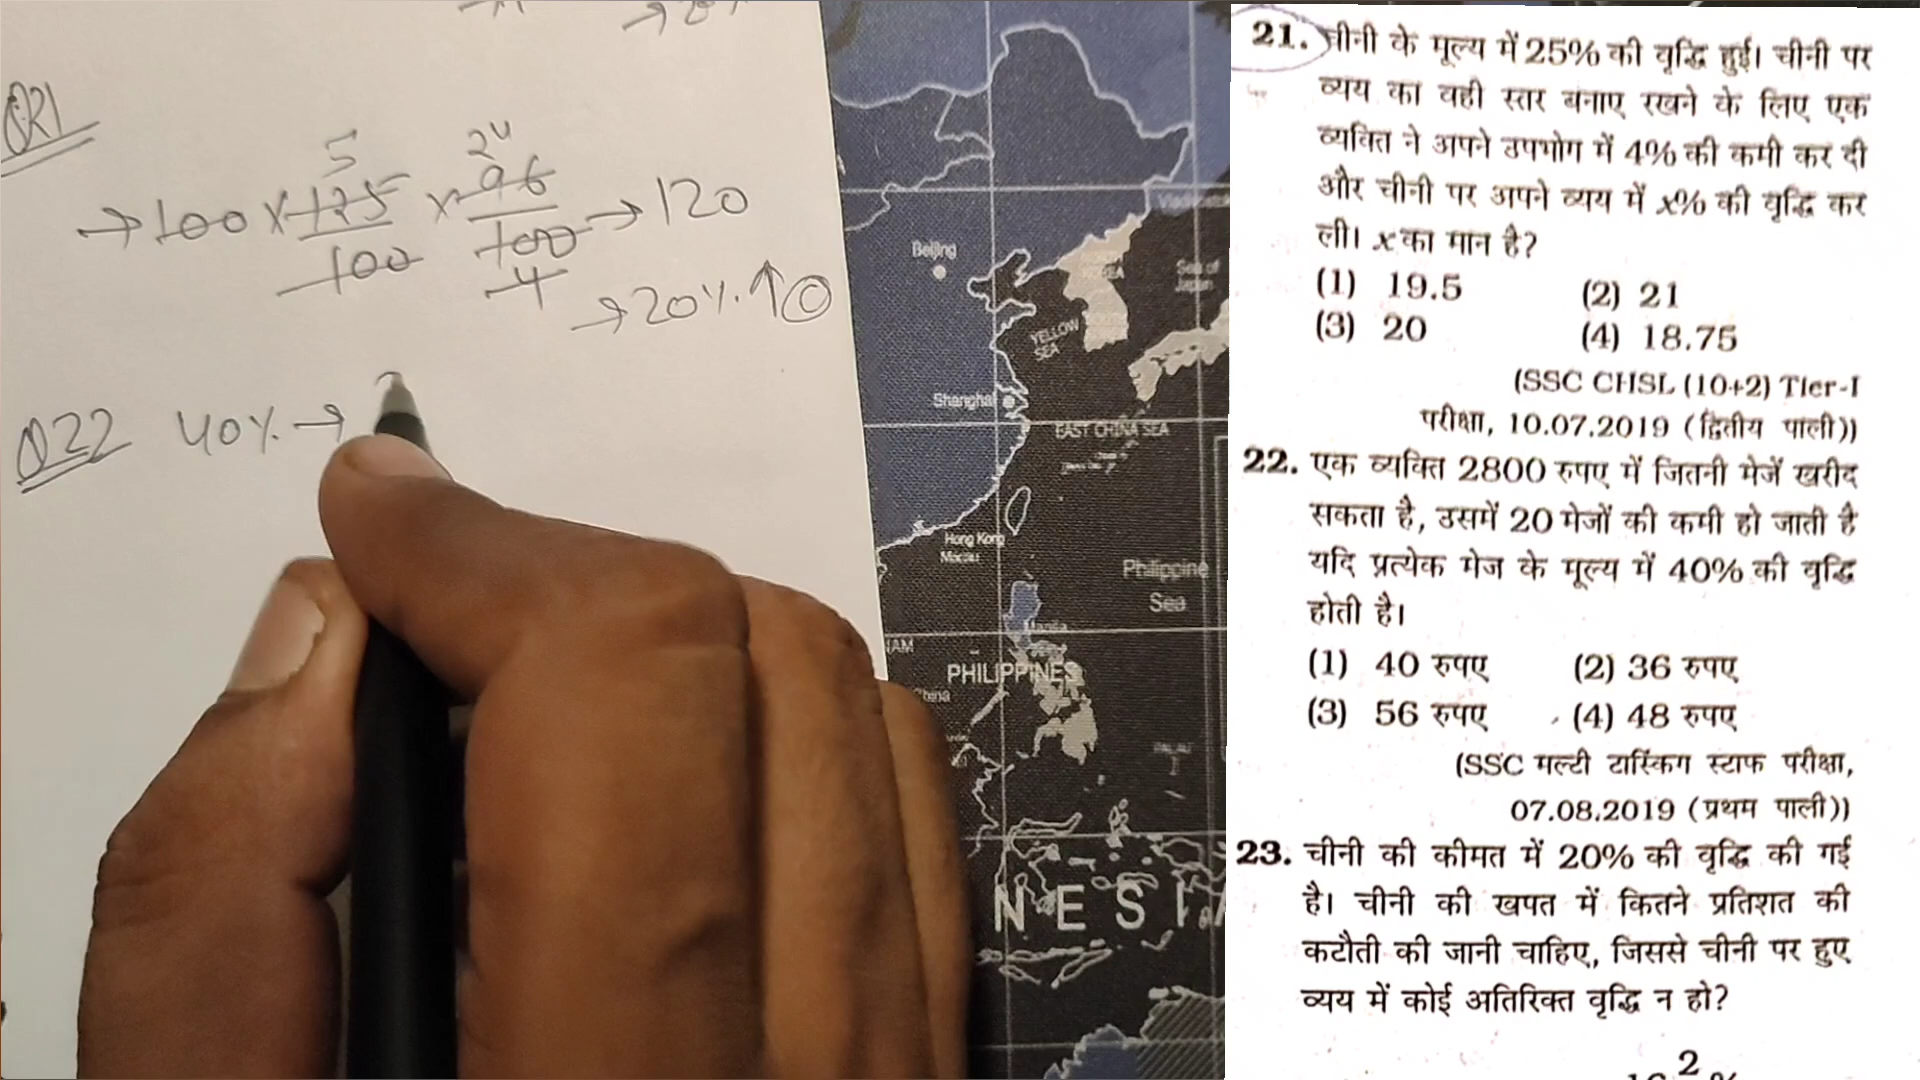 Q21
5
24
→ 100 × 125 × 96 → 120
100
100
4
→ 20% ↑
Q22 40% →
Beijing
Sea of Japan
YELLOW SEA
Shanghai
EAST CHINA SEA
Hong Kong
Macau
Philippine Sea
Manila
PHILIPPINES
NESI
21. चीनी के मूल्य में 25% की वृद्धि हुई। चीनी पर
व्यय का वही स्तर बनाए रखने के लिए एक
व्यक्ति ने अपने उपभोग में 4% की कमी कर दी
और चीनी पर अपने व्यय में x% की वृद्धि कर
ली। x का मान है?
(1) 19.5 (2) 21
(3) 20 (4) 18.75
(SSC CHSL (10+2) Tier-I
परीक्षा, 10.07.2019 (द्वितीय पाली))
22. एक व्यक्ति 2800 रुपए में जितनी मेजें खरीद
सकता है, उसमें 20 मेजों की कमी हो जाती है
यदि प्रत्येक मेज के मूल्य में 40% की वृद्धि
होती है।
(1) 40 रुपए (2) 36 रुपए
(3) 56 रुपए (4) 48 रुपए
(SSC मल्टी टास्किंग स्टाफ परीक्षा,
07.08.2019 (प्रथम पाली))
23. चीनी की कीमत में 20% की वृद्धि की गई
है। चीनी की खपत में कितने प्रतिशत की
कटौती की जानी चाहिए, जिससे चीनी पर हुए
व्यय में कोई अतिरिक्त वृद्धि न हो?
2